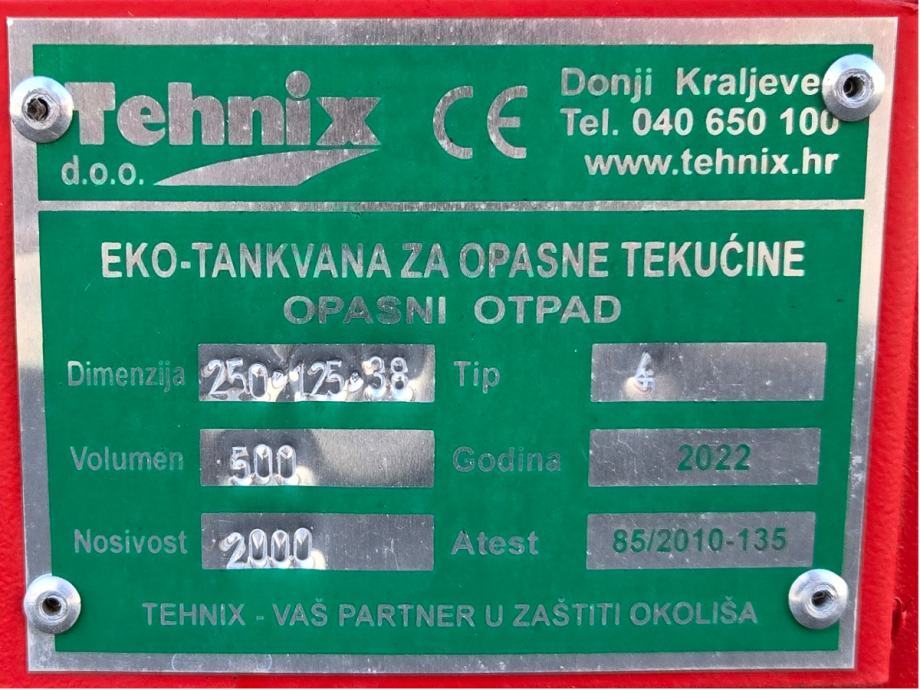 Tehnix
d.o.o.
CE
Donji Kraljeve
Tel. 040 650 100
www.tehnix.hr
EKO-TANKVANA ZA OPASNE TEKUĆINE
OPASNI OTPAD
Dimenzija 250·125·38 Tip 4
Volumen 500 Godina 2022
Nosivost 2000 Atest 85/2010-135
TEHNIX - VAŠ PARTNER U ZAŠTITI OKOLIŠA